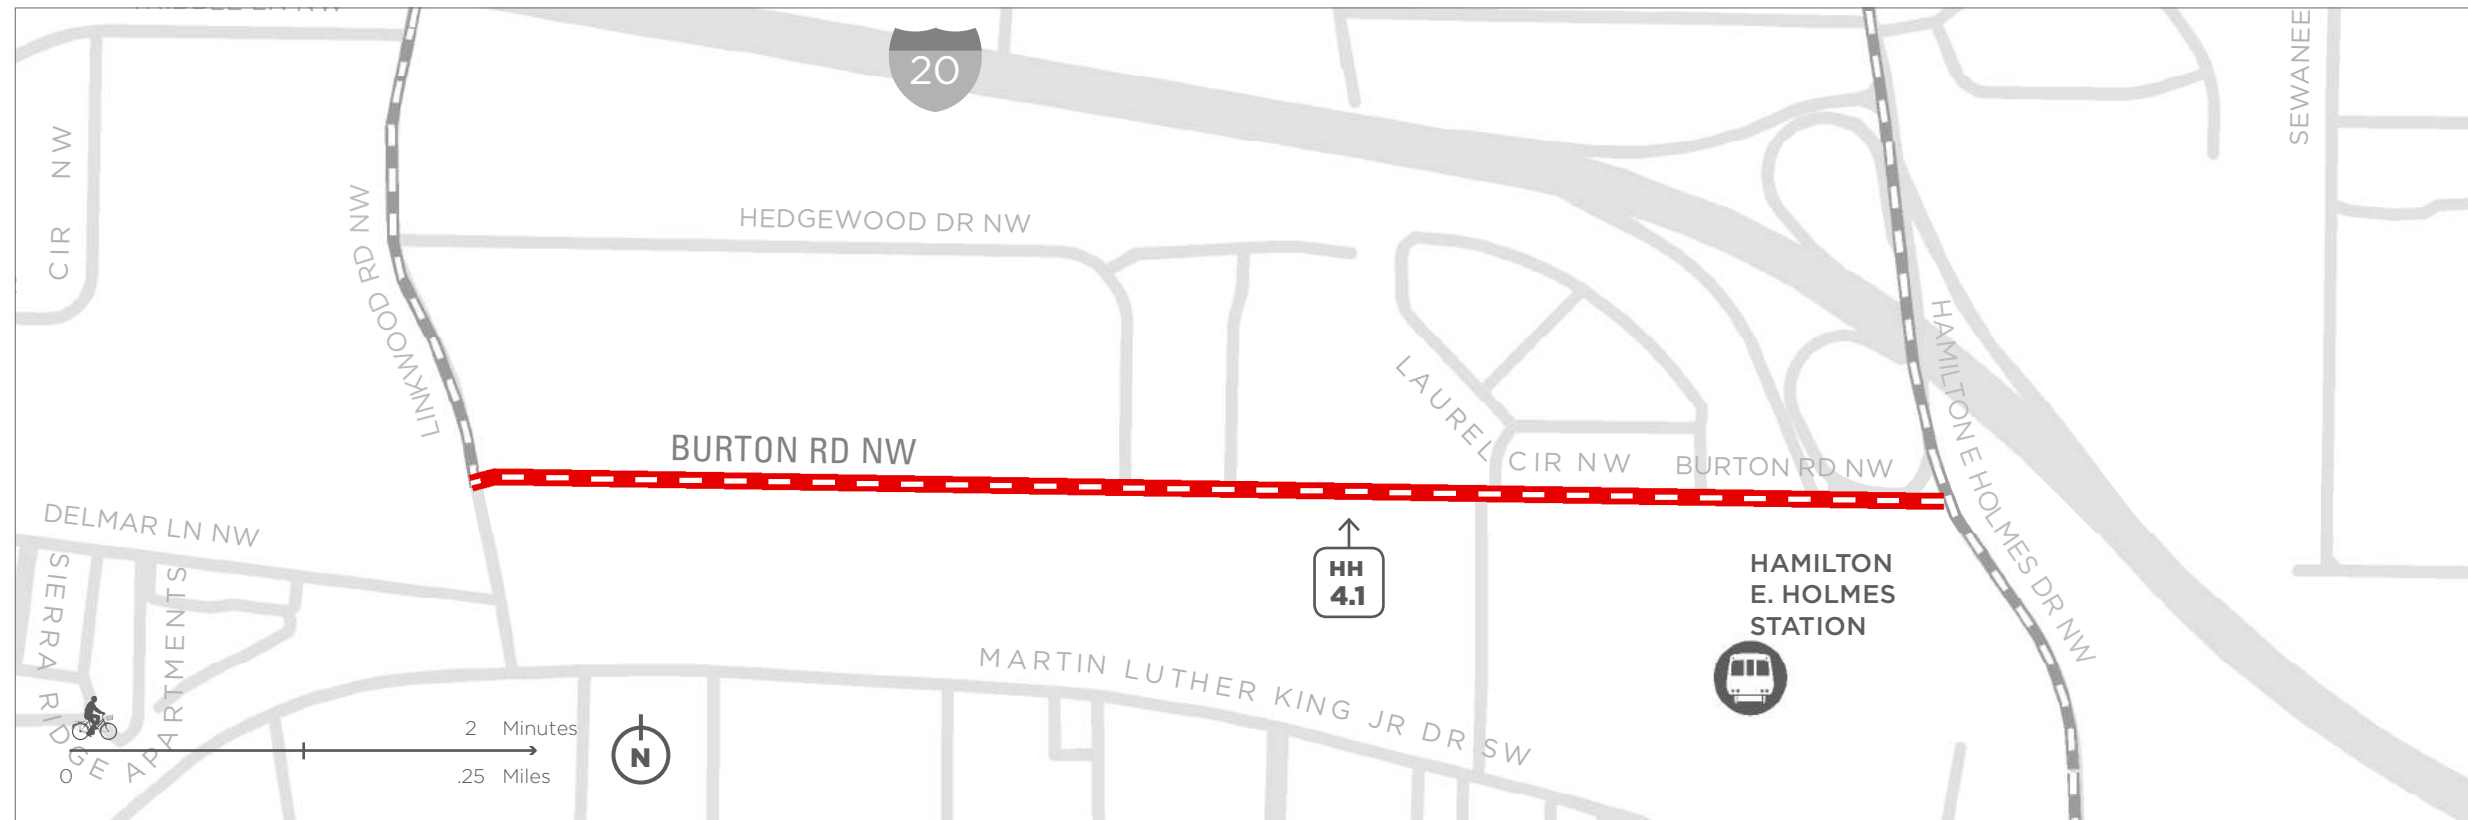 20
SEWANEE
CIR NW
LINKWOOD RD NW
HEDGEWOOD DR NW
HAMILTON E HOLMES DR NW
LAUREL CIR NW
BURTON RD NW
BURTON RD NW
DELMAR LN NW
SIERRA RIDGE APARTMENTS
HH
4.1
HAMILTON
E. HOLMES
STATION
MARTIN LUTHER KING JR DR SW
2 Minutes
0
.25 Miles
N